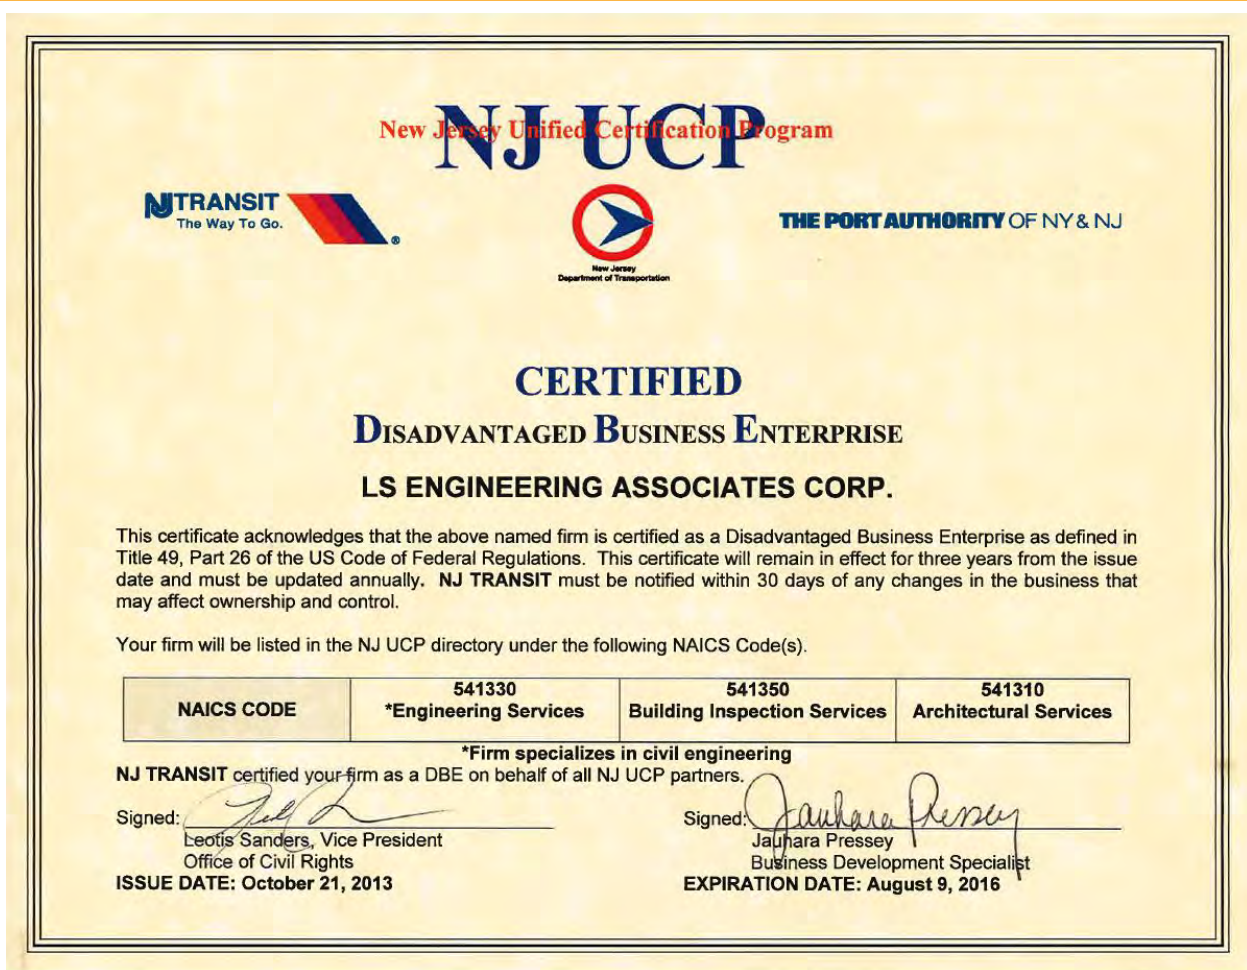 NJ UCP
New Jersey Unified Certification Program
NJ TRANSIT
The Way To Go.
®
New Jersey
Department of Transportation
THE PORT AUTHORITY OF NY & NJ
CERTIFIED
DISADVANTAGED BUSINESS ENTERPRISE
LS ENGINEERING ASSOCIATES CORP.
This certificate acknowledges that the above named firm is certified as a Disadvantaged Business Enterprise as defined in
Title 49, Part 26 of the US Code of Federal Regulations. This certificate will remain in effect for three years from the issue
date and must be updated annually. NJ TRANSIT must be notified within 30 days of any changes in the business that
may affect ownership and control.
Your firm will be listed in the NJ UCP directory under the following NAICS Code(s).
NAICS CODE
541330
*Engineering Services
541350
Building Inspection Services
541310
Architectural Services
*Firm specializes in civil engineering
NJ TRANSIT certified your firm as a DBE on behalf of all NJ UCP partners.
Signed:
Leotis Sanders, Vice President
Office of Civil Rights
ISSUE DATE: October 21, 2013
Signed: Jauhara Pressey
Jauhara Pressey
Business Development Specialist
EXPIRATION DATE: August 9, 2016